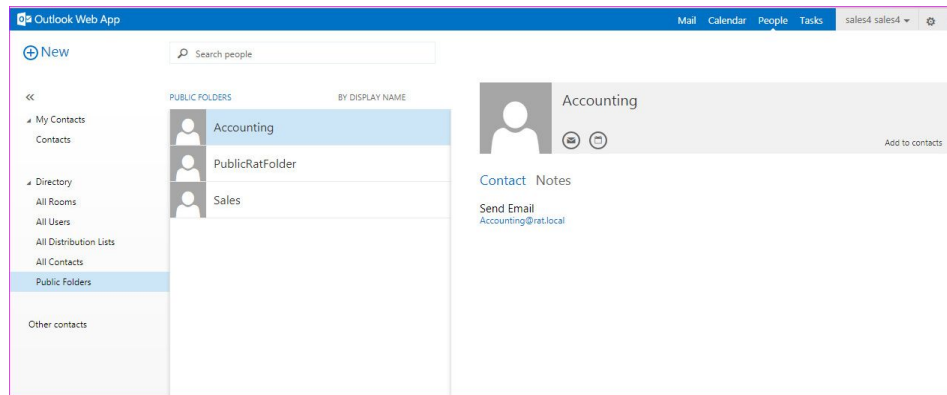 Outlook Web App
Mail Calendar People Tasks sales4 sales4
New
Search people
PUBLIC FOLDERS BY DISPLAY NAME
My Contacts
Contacts
Directory
All Rooms
All Users
All Distribution Lists
All Contacts
Public Folders
Other contacts
Accounting
PublicRatFolder
Sales
Accounting
Add to contacts
Contact Notes
Send Email
Accounting@rat.local